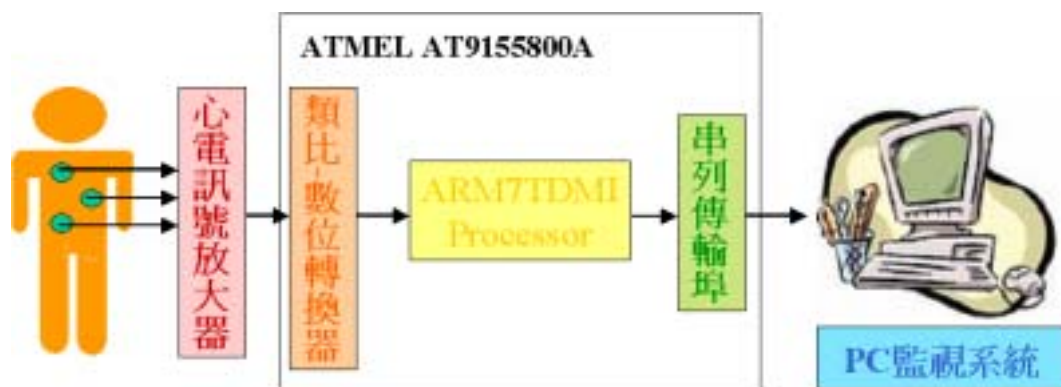 ATMEL AT9155800A
心電訊號放大器
類比-數位轉換器
ARM7TDMI
Processor
串列傳輸埠
PC監視系統